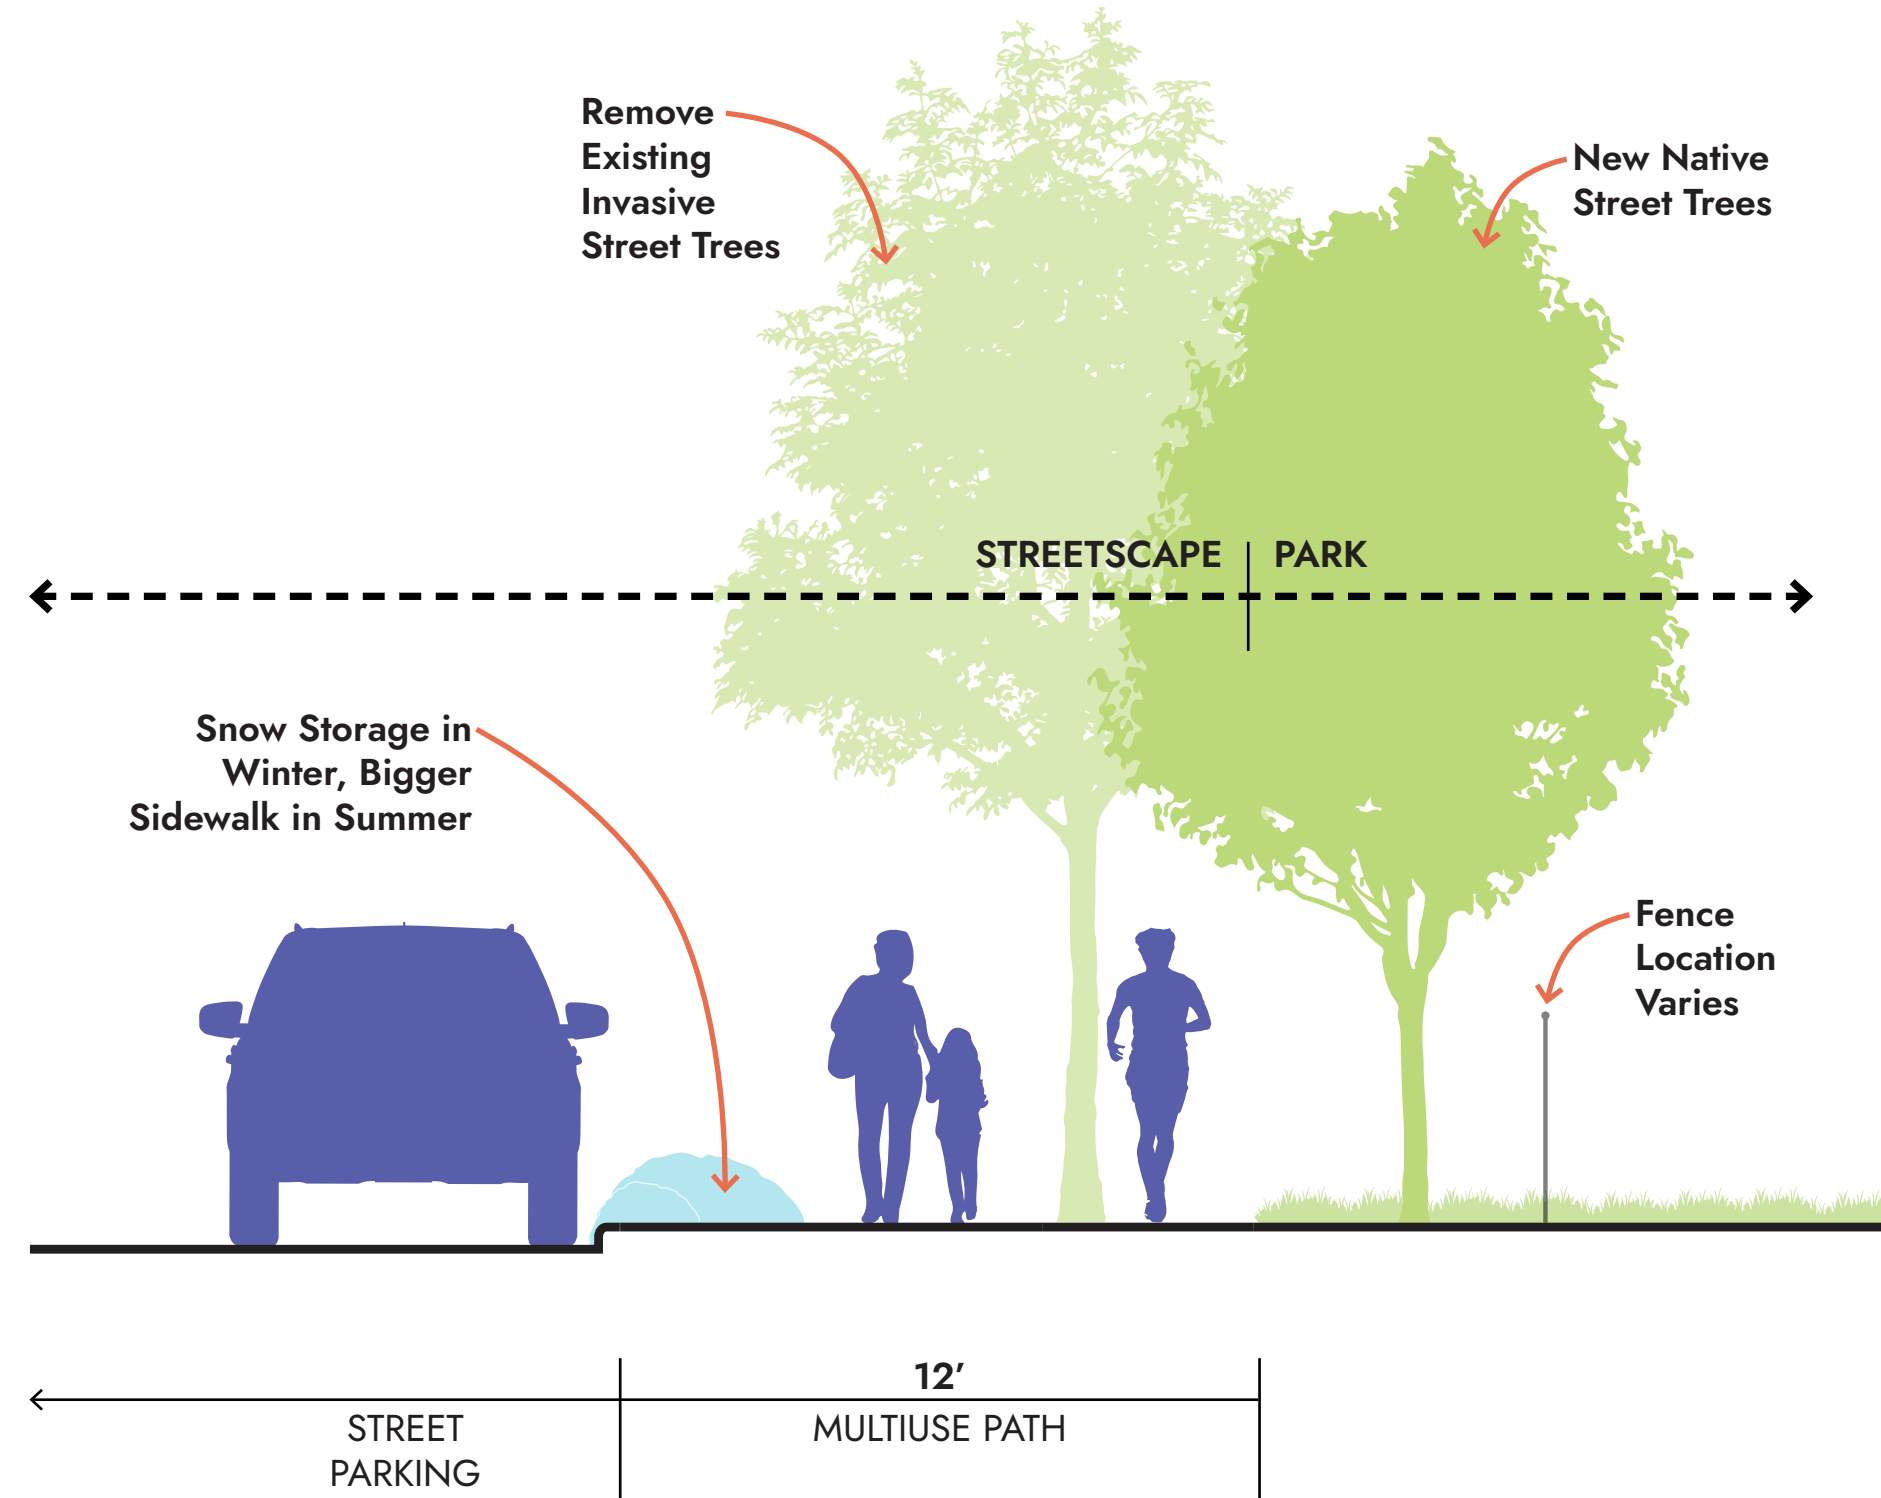 Remove
Existing
Invasive
Street Trees
New Native
Street Trees
STREETSCAPE
PARK
Snow Storage in
Winter, Bigger
Sidewalk in Summer
Fence
Location
Varies
12’
STREET
PARKING
MULTIUSE PATH